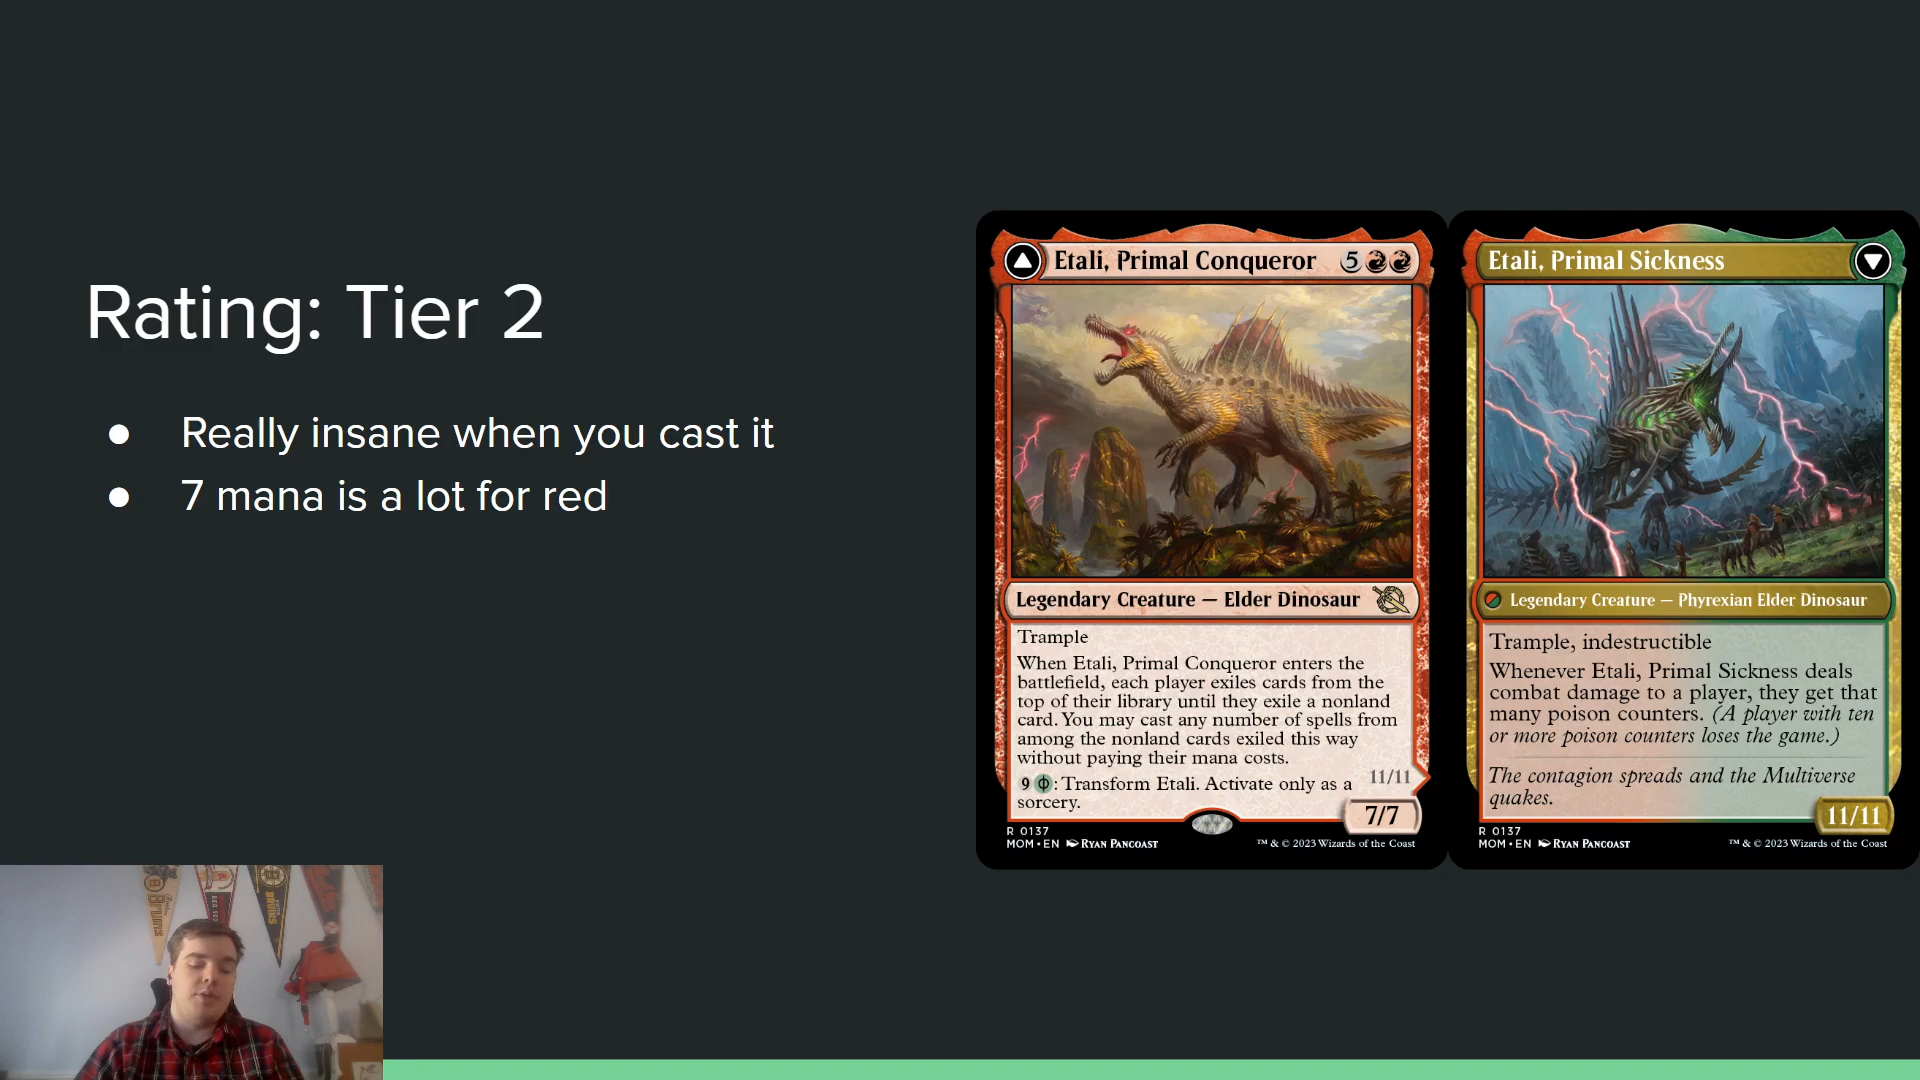 Rating: Tier 2
● Really insane when you cast it
● 7 mana is a lot for red
Etali, Primal Conqueror 5
Legendary Creature — Elder Dinosaur
Trample
When Etali, Primal Conqueror enters the
battlefield, each player exiles cards from the
top of their library until they exile a nonland
card. You may cast any number of spells from
among the nonland cards exiled this way
without paying their mana costs.
9 : Transform Etali. Activate only as a
sorcery.
11/11
7/7
R 0137
MOM • EN Ryan Pancoast
™ & © 2023 Wizards of the Coast
Etali, Primal Sickness
Legendary Creature — Phyrexian Elder Dinosaur
Trample, indestructible
Whenever Etali, Primal Sickness deals
combat damage to a player, they get that
many poison counters. (A player with ten
or more poison counters loses the game.)
The contagion spreads and the Multiverse
quakes.
11/11
R 0137
MOM • EN Ryan Pancoast
™ & © 2023 Wizards of the Coast
BRUINS